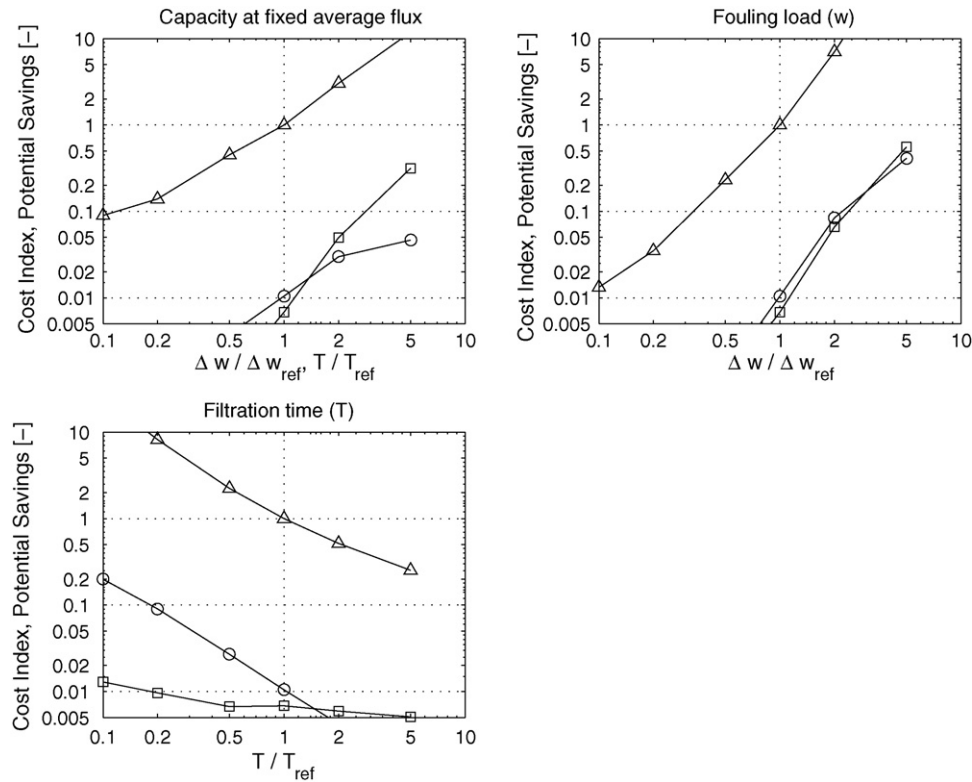 Capacity at fixed average flux
Cost Index, Potential Savings [−]
10
5
2
1
0.5
0.2
0.1
0.05
0.02
0.01
0.005
0.1 0.2 0.5 1 2 5 10
Δ w / Δ w_ref, T / T_ref
Fouling load (w)
Cost Index, Potential Savings [−]
10
5
2
1
0.5
0.2
0.1
0.05
0.02
0.01
0.005
0.1 0.2 0.5 1 2 5 10
Δ w / Δ w_ref
Filtration time (T)
Cost Index, Potential Savings [−]
10
5
2
1
0.5
0.2
0.1
0.05
0.02
0.01
0.005
0.1 0.2 0.5 1 2 5 10
T / T_ref